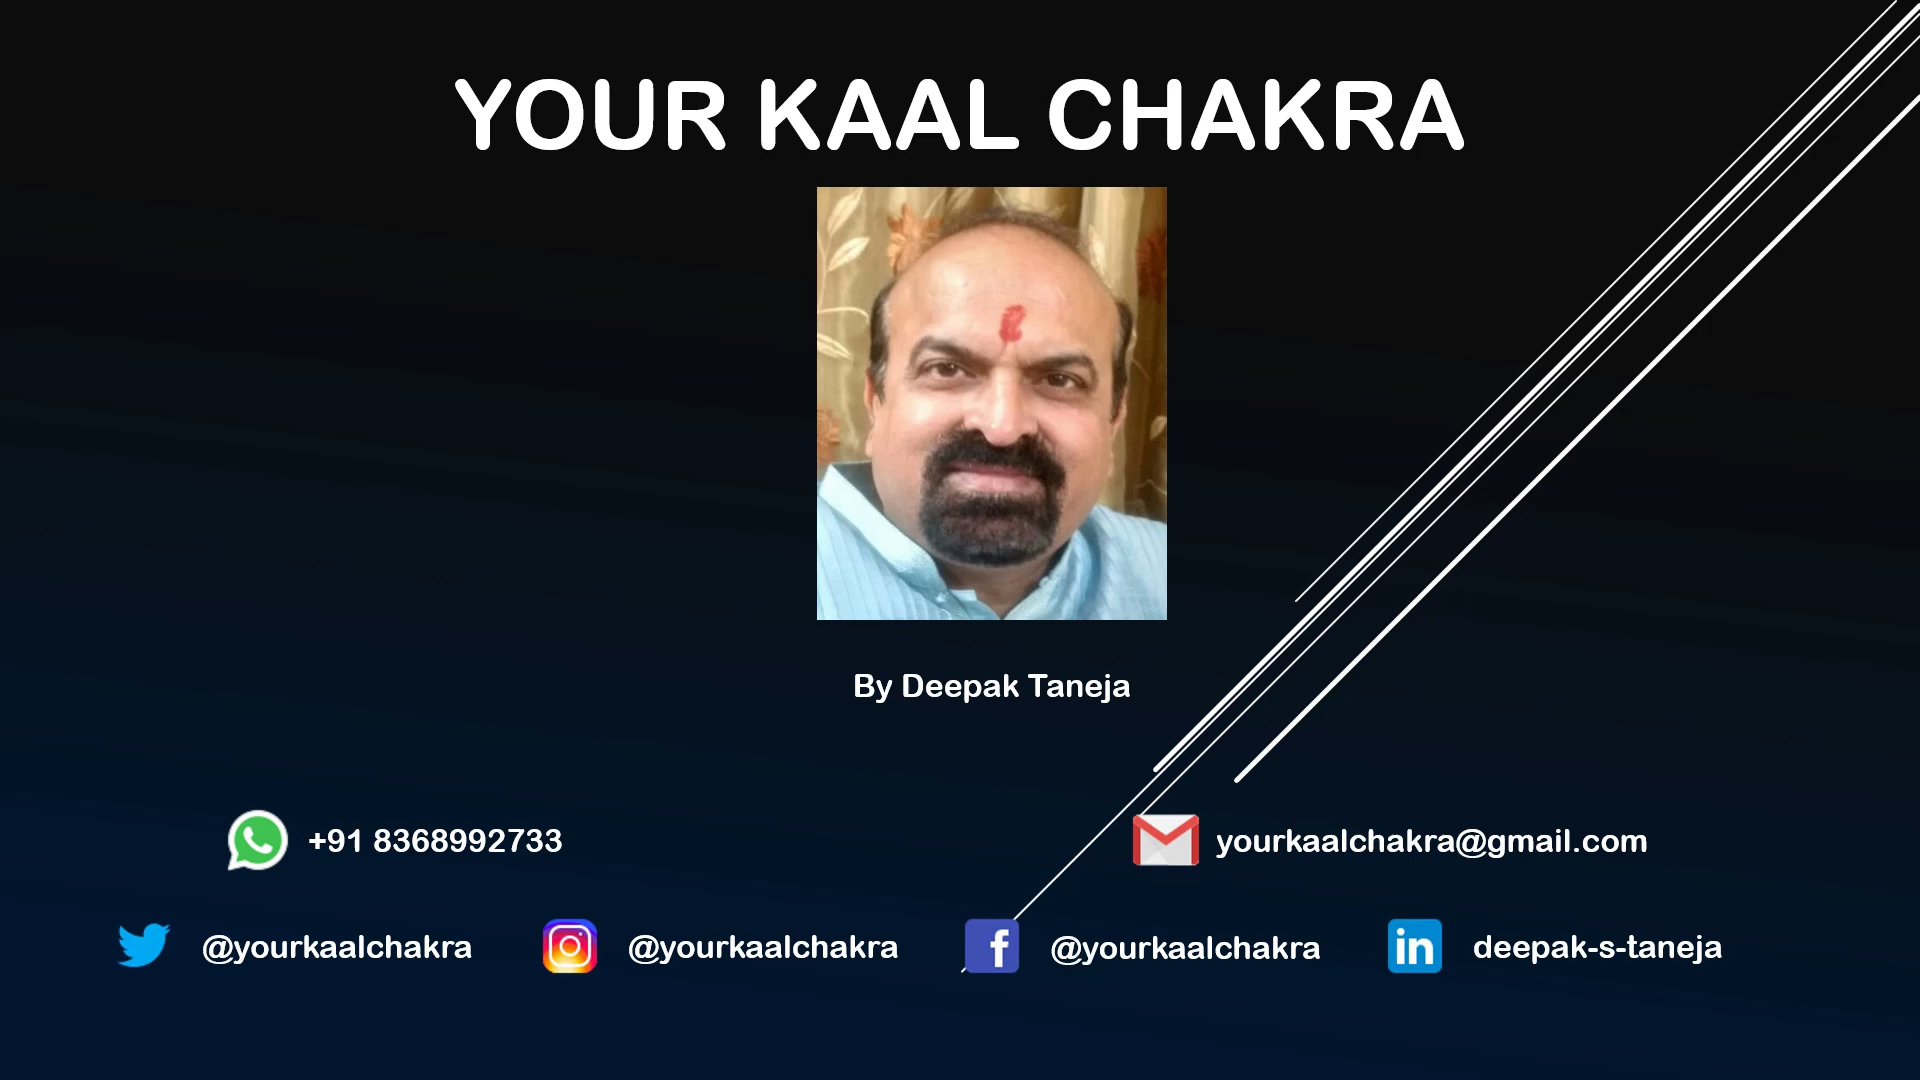 YOUR KAAL CHAKRA
By Deepak Taneja
+91 8368992733
yourkaalchakra@gmail.com
@yourkaalchakra
@yourkaalchakra
@yourkaalchakra
deepak-s-taneja